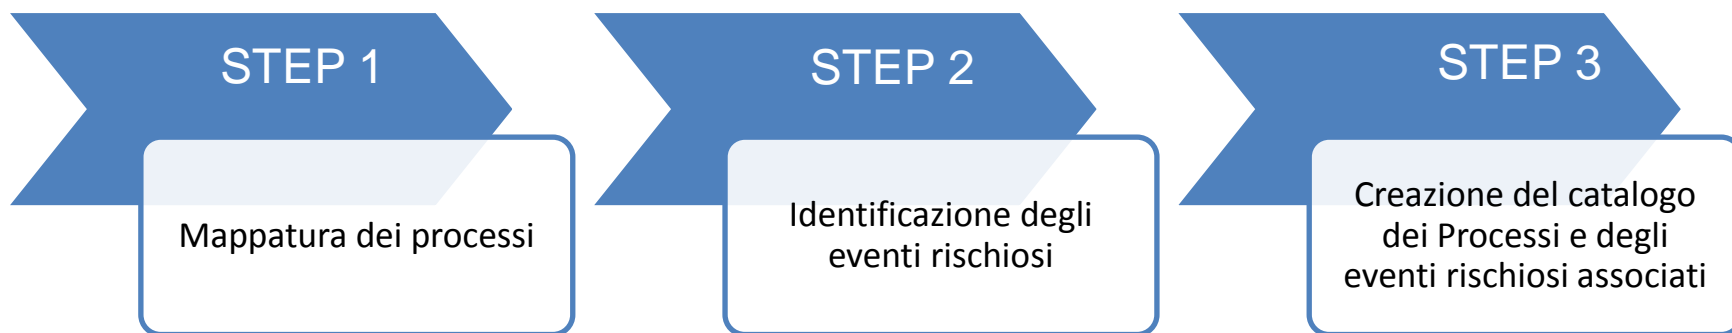 STEP 1
Mappatura dei processi
STEP 2
Identificazione degli
eventi rischiosi
STEP 3
Creazione del catalogo
dei Processi e degli
eventi rischiosi associati